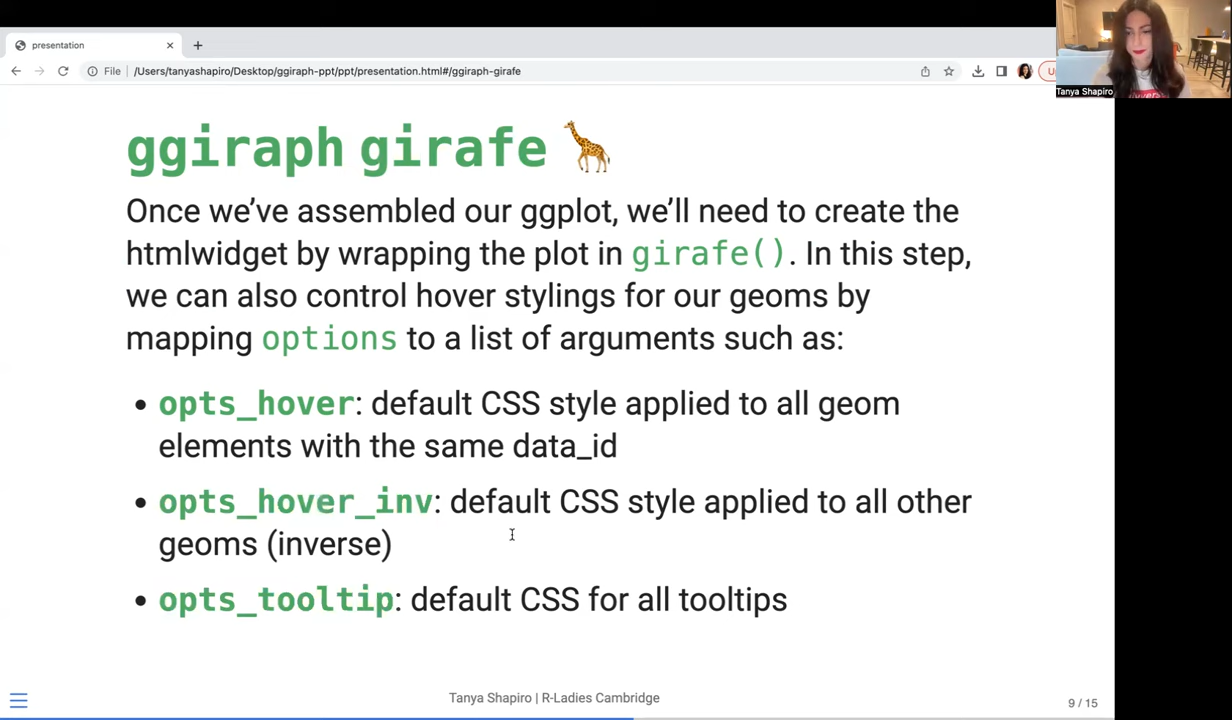 presentation
File
/Users/tanyashapiro/Desktop/ggiraph-ppt/ppt/presentation.html#/ggiraph-girafe
Tanya Shapiro
ggiraph girafe
Once we’ve assembled our ggplot, we’ll need to create the
htmlwidget by wrapping the plot in girafe(). In this step,
we can also control hover stylings for our geoms by
mapping options to a list of arguments such as:
• opts_hover: default CSS style applied to all geom
elements with the same data_id
• opts_hover_inv: default CSS style applied to all other
geoms (inverse)
• opts_tooltip: default CSS for all tooltips
Tanya Shapiro | R-Ladies Cambridge
9 / 15